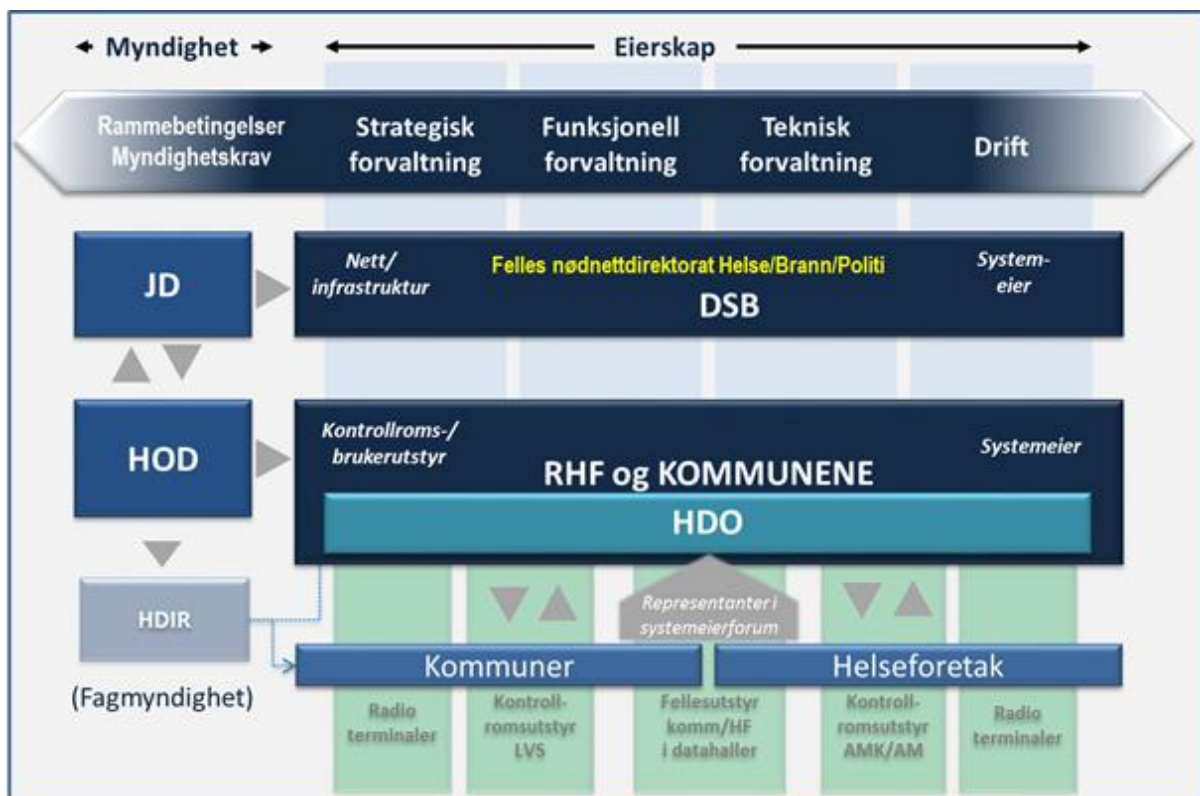 Myndighet
Eierskap
Rammebetingelser
Myndighetskrav
Strategisk
forvaltning
Funksjonell
forvaltning
Teknisk
forvaltning
Drift
JD
Nett/
infrastruktur
Felles nødnettdirektorat Helse/Brann/Politi
DSB
System-
eier
HOD
Kontrollroms-/
brukerutstyr
RHF og KOMMUNENE
Systemeier
HDO
HDIR
(Fagmyndighet)
Representanter i
systemeierforum
Kommuner
Helseforetak
Radio
terminaler
Kontroll-
romsutstyr
LVS
Fellesutstyr
komm/HF
i datahaller
Kontroll-
romsutstyr
AMK/AM
Radio
terminaler